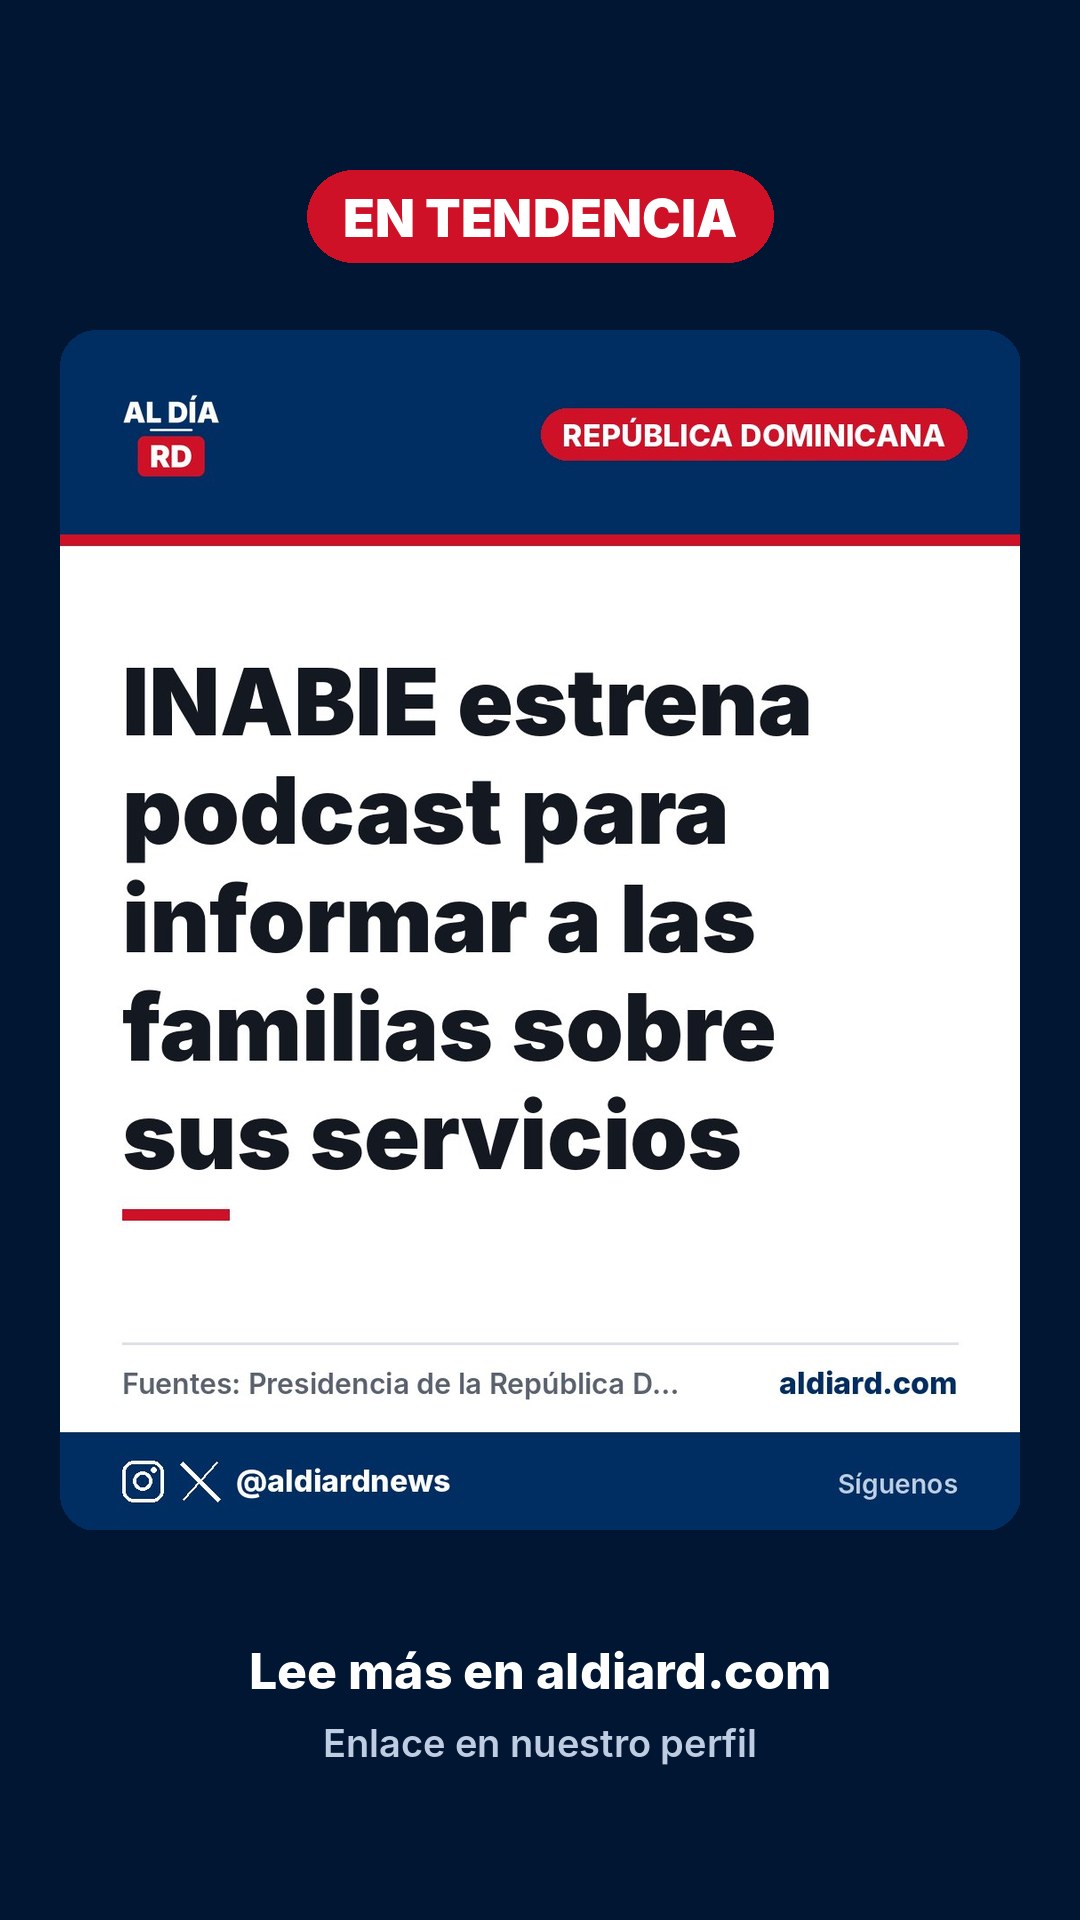 EN TENDENCIA
AL DÍA
RD
REPÚBLICA DOMINICANA
INABIE estrena
podcast para
informar a las
familias sobre
sus servicios
Fuentes: Presidencia de la República D...
aldiard.com
@aldiardnews
Síguenos
Lee más en aldiard.com
Enlace en nuestro perfil